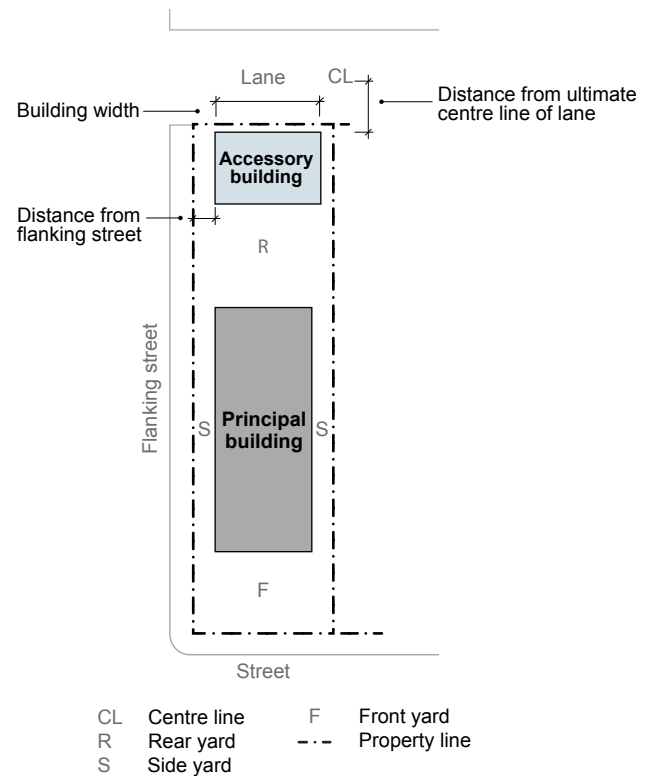 Lane
CL
Building width
Distance from ultimate
centre line of lane
Accessory
building
Distance from
flanking street
R
Flanking street
S
Principal
building
S
F
Street
CL Centre line
R Rear yard
S Side yard
F Front yard
Property line